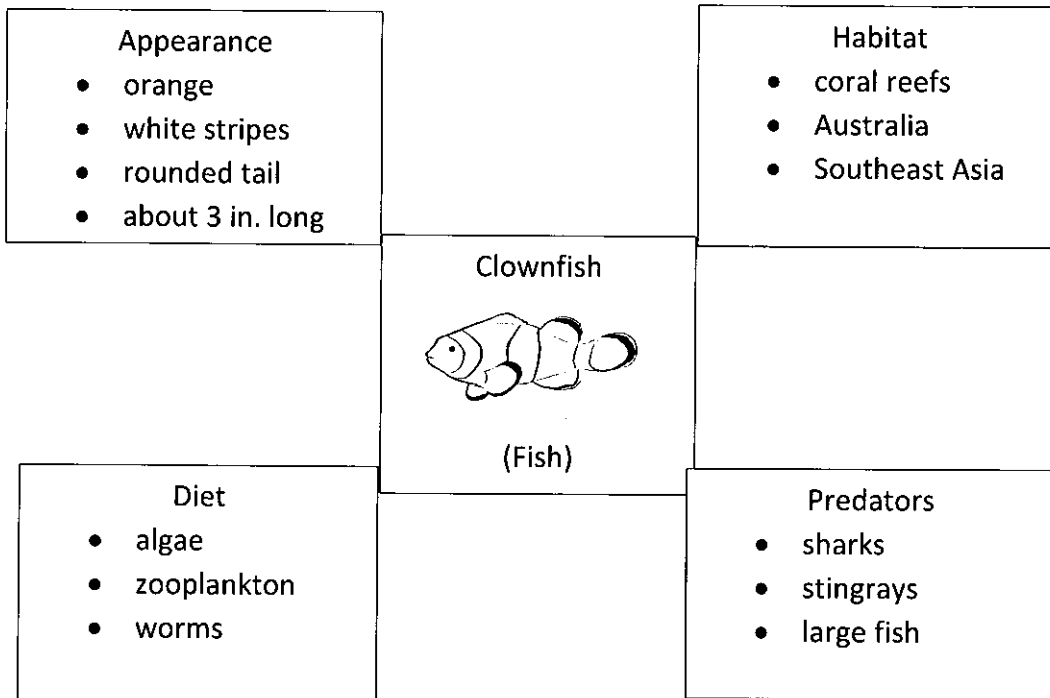 Appearance
• orange
• white stripes
• rounded tail
• about 3 in. long
Habitat
• coral reefs
• Australia
• Southeast Asia
Clownfish
(Fish)
Diet
• algae
• zooplankton
• worms
Predators
• sharks
• stingrays
• large fish